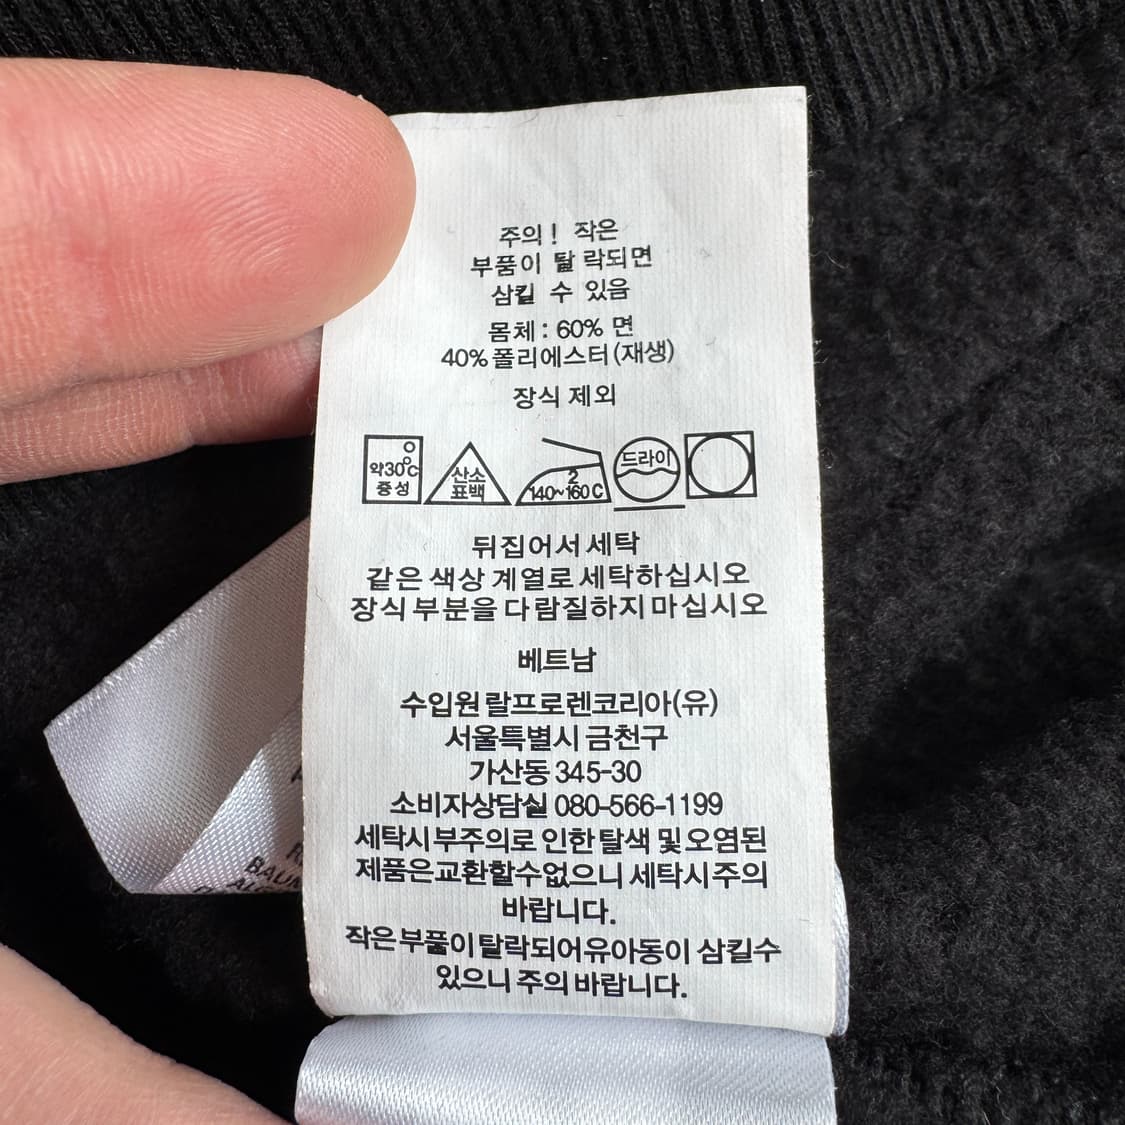 주의! 작은
부품이 탈 락되면
삼킬 수 있음
몸체 : 60% 면
40% 폴리에스터(재생)
장식 제외
약30℃
중성
산소
표백
2
140~160 C
드라이
뒤집어서 세탁
같은 색상 계열로 세탁하십시오
장식 부분을 다람질하지 마십시오
베트남
수입원 랄프로렌코리아(유)
서울특별시 금천구
가산동 345-30
소비자상담실 080-566-1199
세탁시 부주의로 인한 탈색 및 오염된
제품은교환할수없으니 세탁시 주의
바랍니다.
작은부풀이탈락되어유아동이 삼킬수
있으니 주의 바랍니다.
BAUM